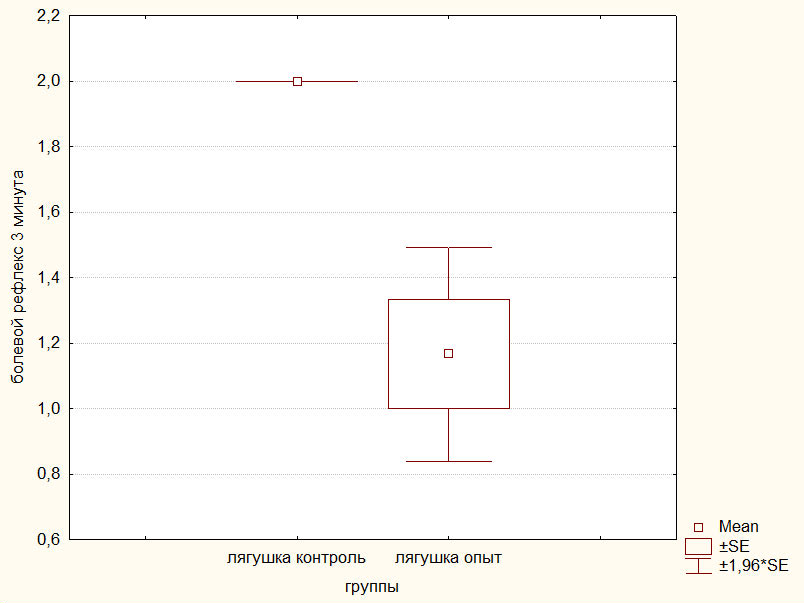 2,2
2,0
1,8
1,6
1,4
1,2
1,0
0,8
0,6
болевой рефлекс 3 минута
лягушка контроль лягушка опыт
группы
Mean
±SE
±1,96*SE